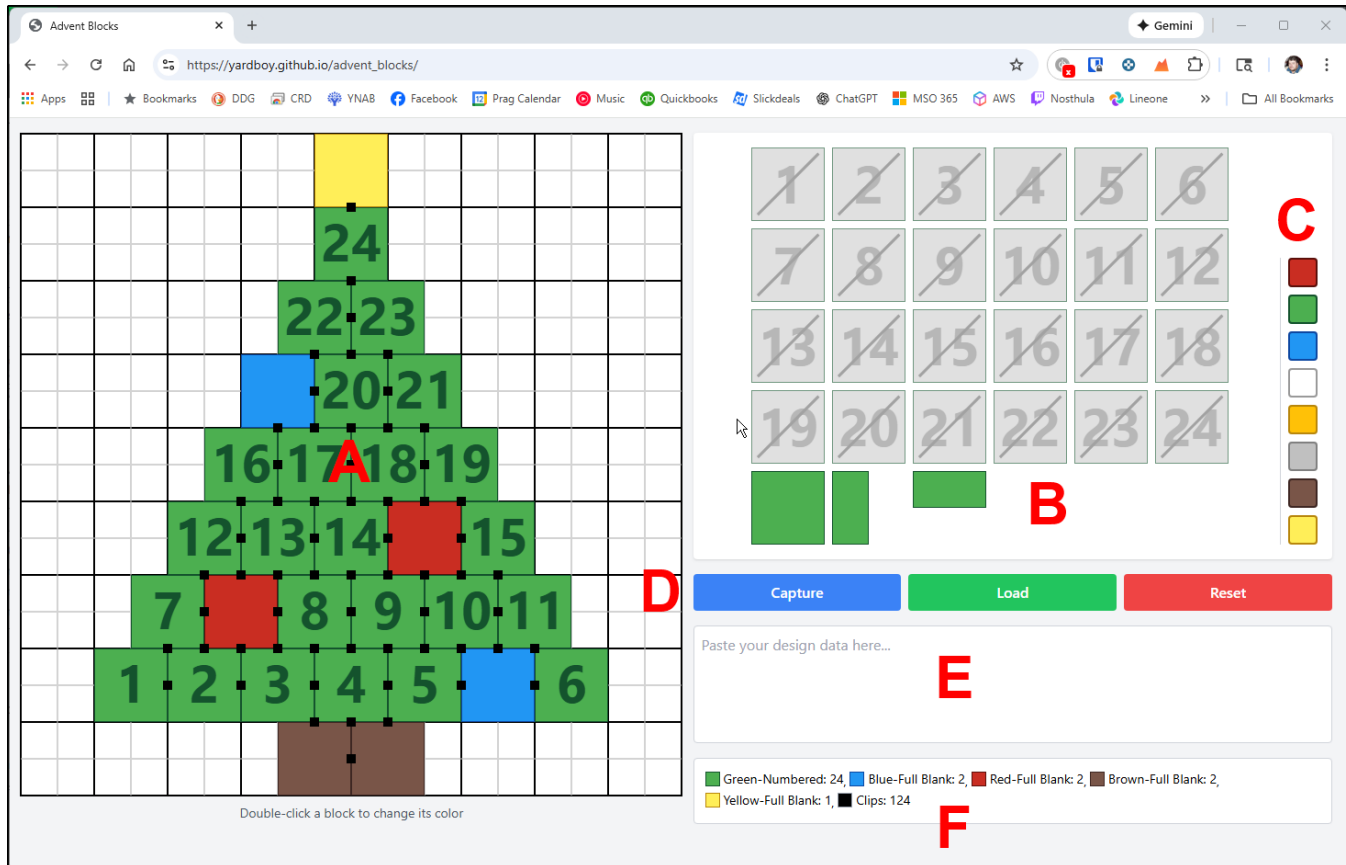 Advent Blocks
Gemini
https://yardboy.github.io/advent_blocks/
x
Apps Bookmarks DDG CRD YNAB Facebook 12 Prag Calendar Music qb Quickbooks Slickdeals ChatGPT MSO 365 AWS Nosthula Lineone » All Bookmarks
24
22 23
20 21
16 17 18 19
A
12 13 14 15
7 8 9 10 11
1 2 3 4 5 6
Double-click a block to change its color
1 2 3 4 5 6
7 8 9 10 11 12
13 14 15 16 17 18
19 20 21 22 23 24
B
C
D
Capture Load Reset
Paste your design data here...
E
Green-Numbered: 24, Blue-Full Blank: 2, Red-Full Blank: 2, Brown-Full Blank: 2,
Yellow-Full Blank: 1, Clips: 124
F